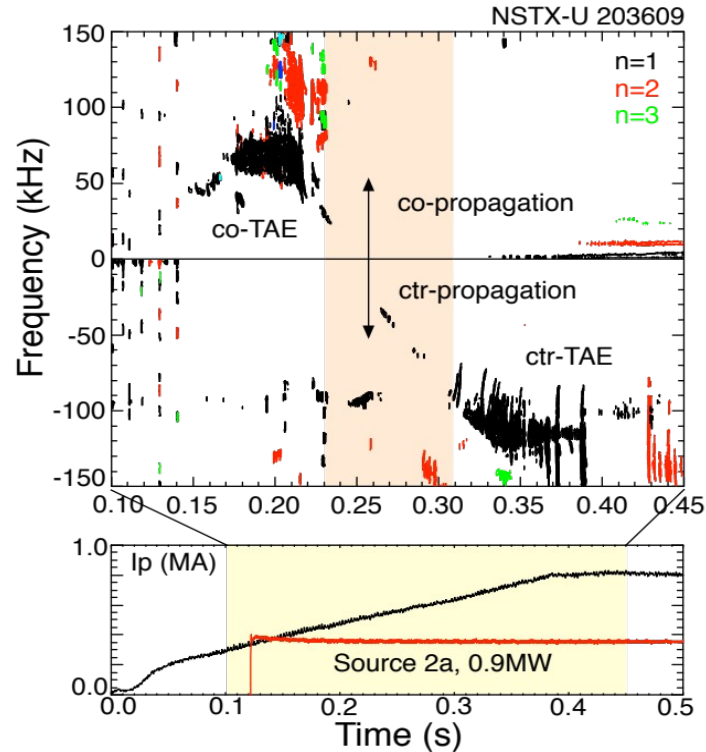 NSTX-U 203609
150
n=1
n=2
100
n=3
50
co-propagation
co-TAE
Frequency (kHz)
0
ctr-propagation
-50
ctr-TAE
-100
-150
0.10 0.15 0.20 0.25 0.30 0.35 0.40 0.45
1.0
Ip (MA)
Source 2a, 0.9MW
0.0
0.0 0.1 0.2 0.3 0.4 0.5
Time (s)